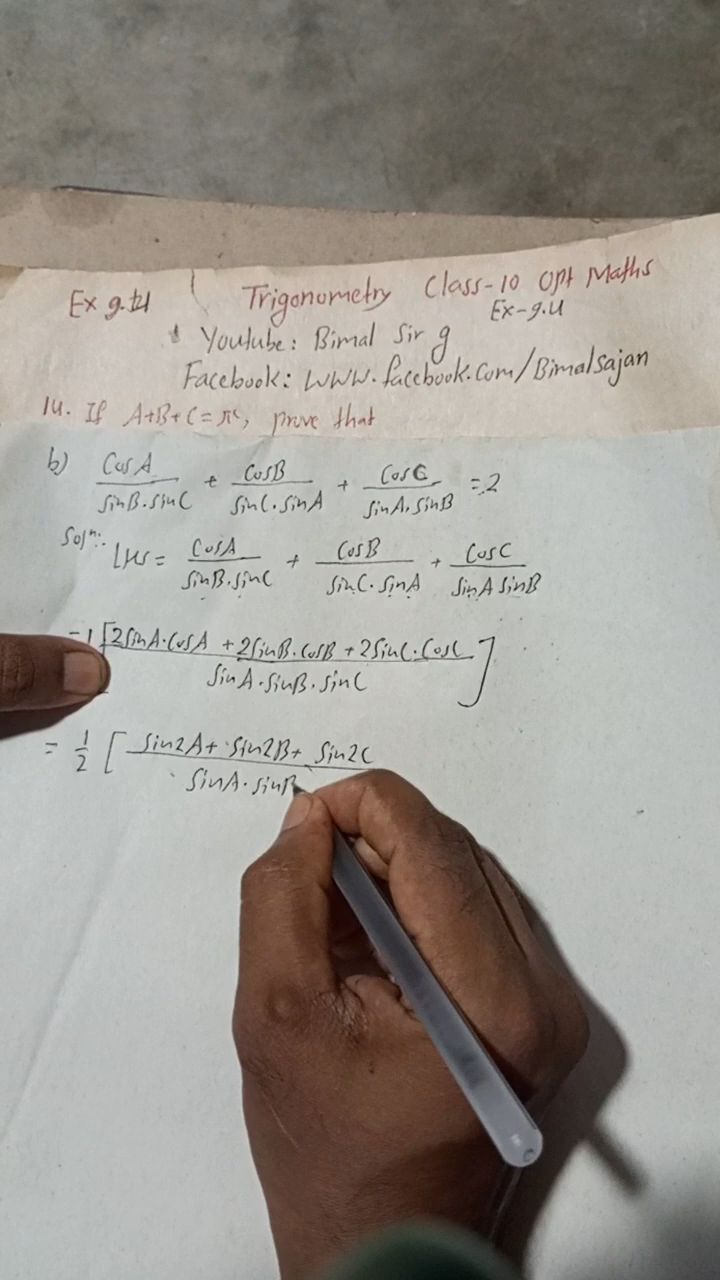 Ex 9.
Trigonometry Class-10 Opt Maths
Ex-9.4
Youtube: Bimal Sir g
Facebook: www.facebook.com/Bimalsajan
14. If A+B+C = πᶜ, prove that
b) CosA/SinB.SinC + CosB/SinC.SinA + CosC/SinA.SinB = 2
Solⁿ:-
LHS = CosA/SinB.SinC + CosB/SinC.SinA + CosC/SinA SinB
= 1 [2SinA.CosA + 2SinB.CosB + 2SinC.CosC/SinA.SinB.SinC]
= 1/2 [Sin2A + Sin2B + Sin2C/SinA.SinB